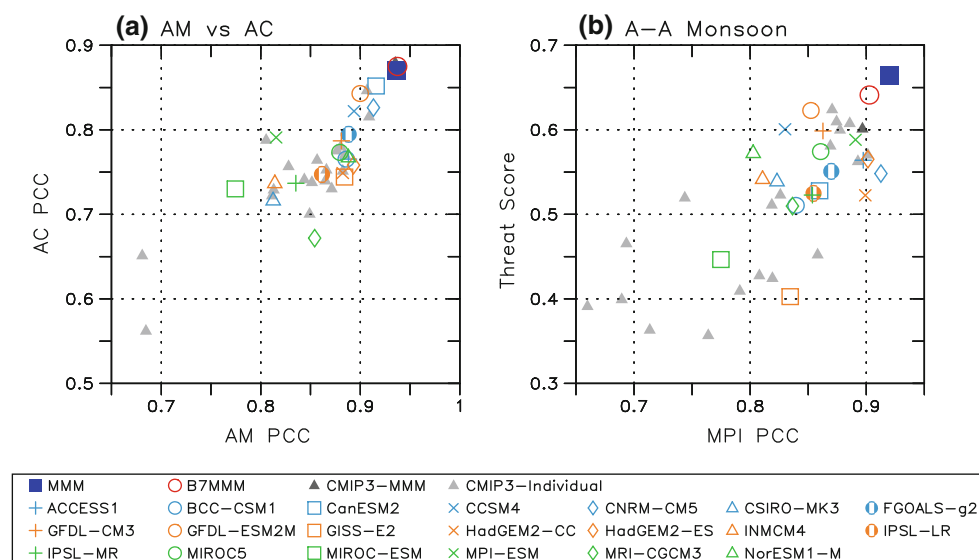 (a) AM vs AC
(b) A-A Monsoon
0.9
0.8
0.7
0.6
0.5
AC PCC
0.7 0.8 0.9 1
AM PCC
0.7
0.6
0.5
0.4
0.3
Threat Score
0.7 0.8 0.9
MPI PCC
MMM B7MMM CMIP3-MMM CMIP3-Individual
ACCESS1 BCC-CSM1 CanESM2 CCSM4 CNRM-CM5 CSIRO-MK3 FGOALS-g2
GFDL-CM3 GFDL-ESM2M GISS-E2 HadGEM2-CC HadGEM2-ES INMCM4 IPSL-LR
IPSL-MR MIROC5 MIROC-ESM MPI-ESM MRI-CGCM3 NorESM1-M